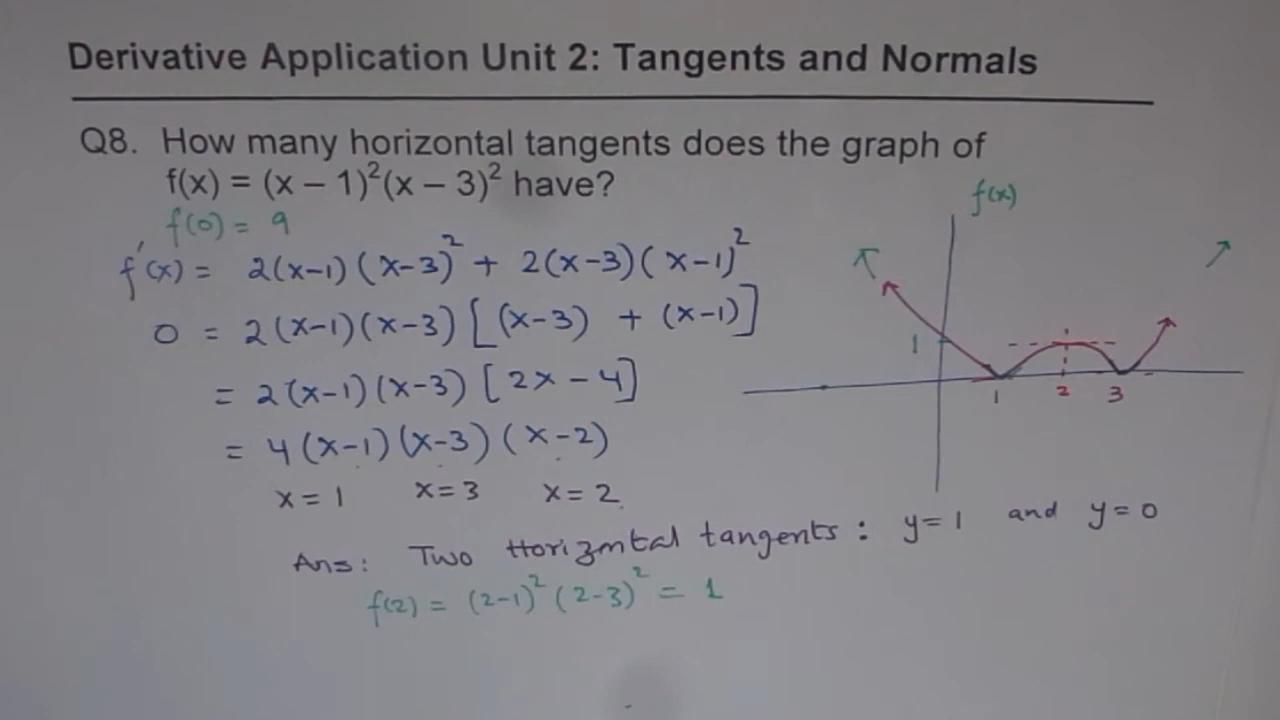 Derivative Application Unit 2: Tangents and Normals
Q8. How many horizontal tangents does the graph of
f(x) = (x – 1)²(x – 3)² have?
f(0) = 9
f'(x) = 2(x-1)(x-3)² + 2(x-3)(x-1)²
0 = 2(x-1)(x-3)[(x-3) + (x-1)]
= 2(x-1)(x-3)[2x-4]
= 4(x-1)(x-3)(x-2)
x=1 x=3 x=2
Ans: Two Horizontal tangents: y=1 and y=0
f(2) = (2-1)²(2-3)² = 1
f(x)
1
1 2 3